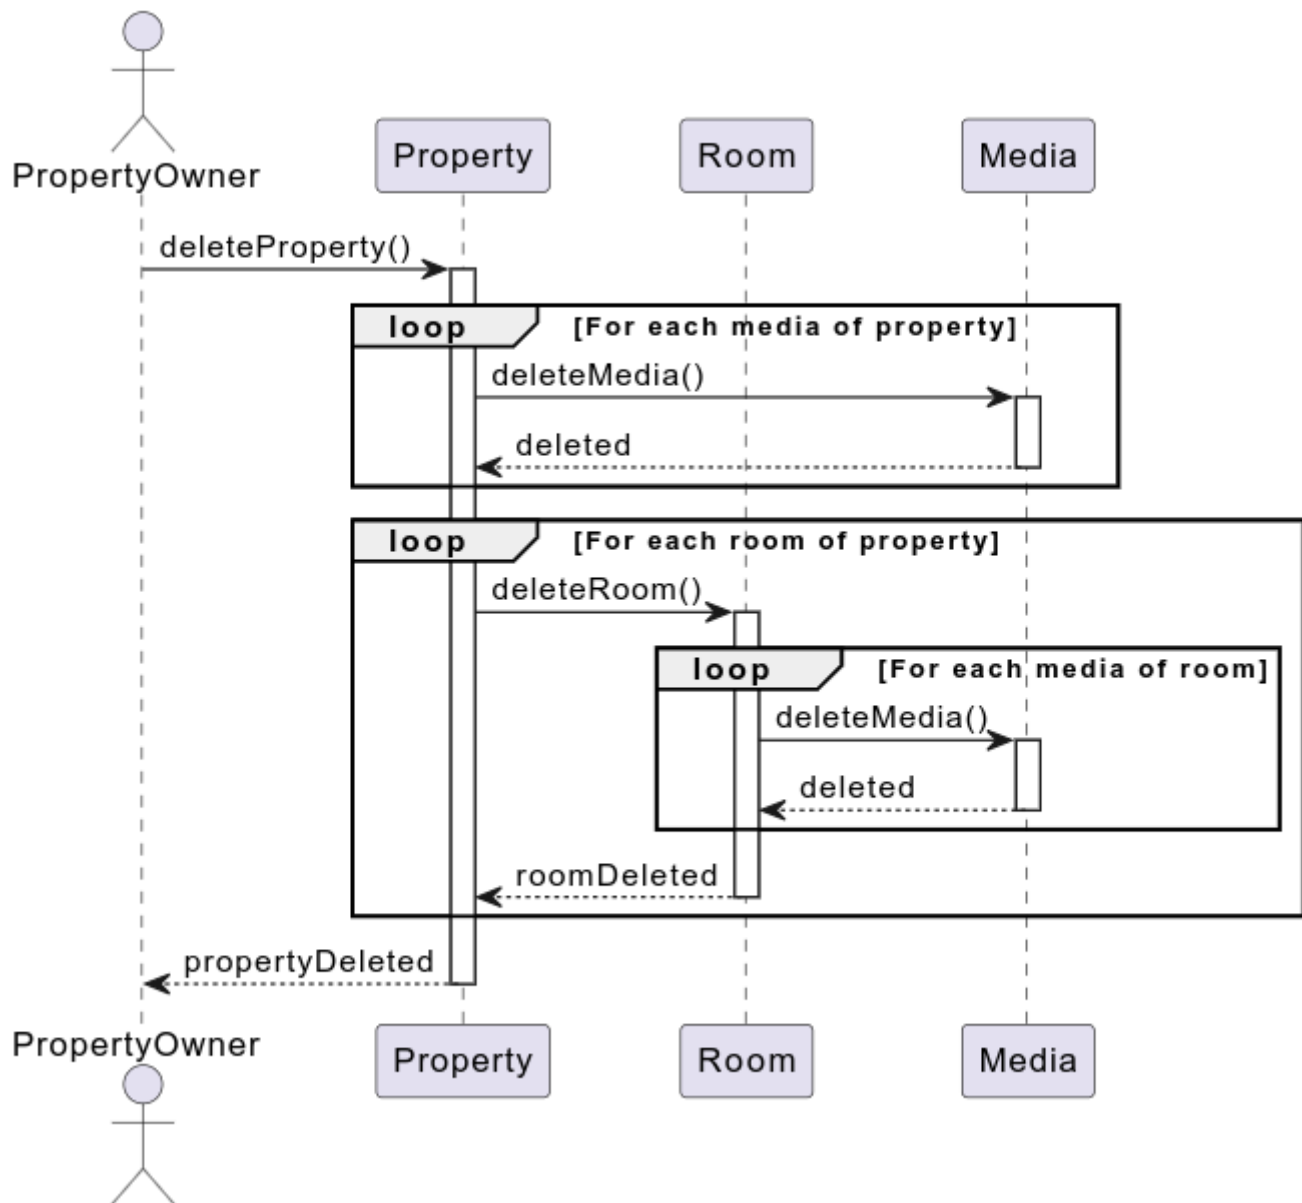 PropertyOwner
Property
Room
Media
deleteProperty()
loop [For each media of property]
deleteMedia()
deleted
loop [For each room of property]
deleteRoom()
loop [For each media of room]
deleteMedia()
deleted
roomDeleted
propertyDeleted
PropertyOwner
Property
Room
Media